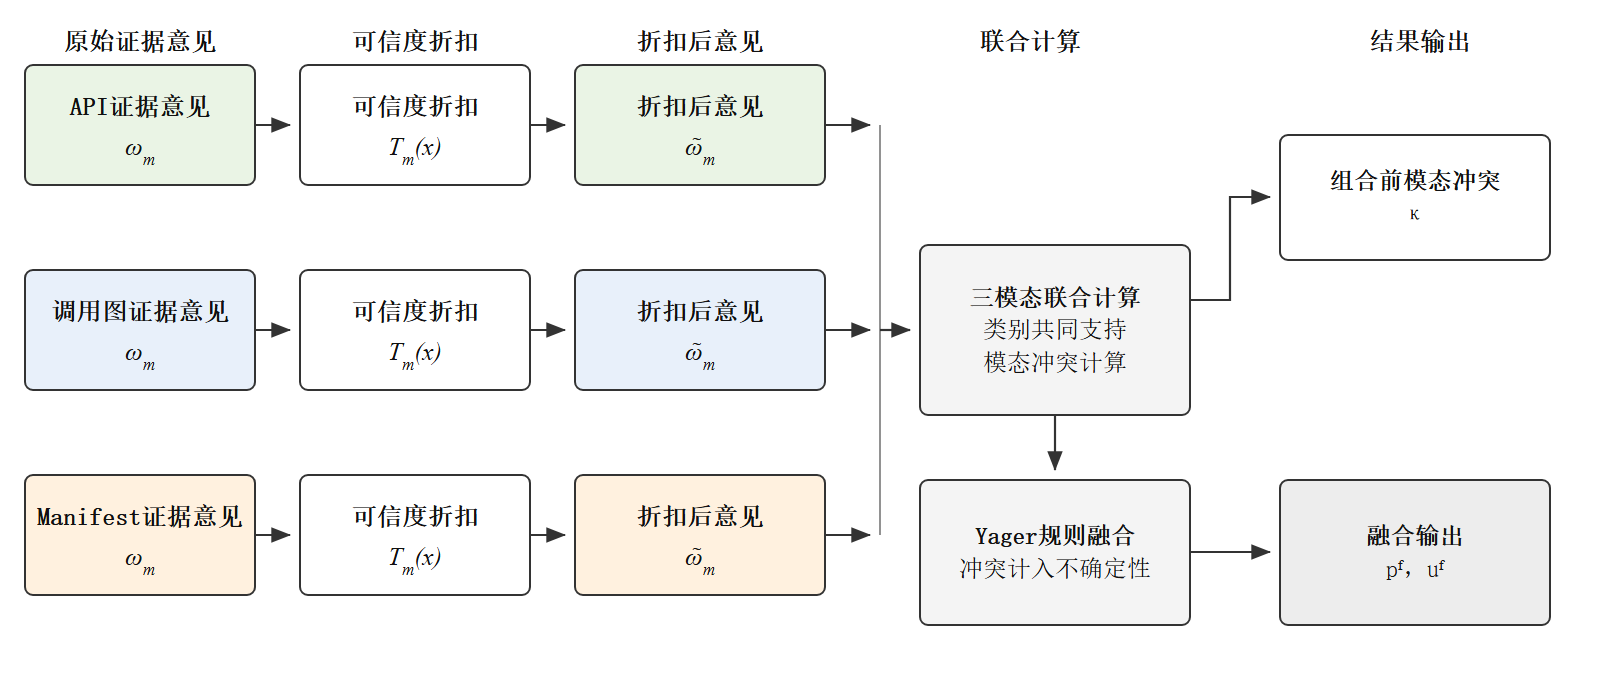 原始证据意见
可信度折扣
折扣后意见
联合计算
结果输出
API证据意见
ωₘ
可信度折扣
Tₘ(x)
折扣后意见
ω̃ₘ
调用图证据意见
ωₘ
可信度折扣
Tₘ(x)
折扣后意见
ω̃ₘ
Manifest证据意见
ωₘ
可信度折扣
Tₘ(x)
折扣后意见
ω̃ₘ
三模态联合计算
类别共同支持
模态冲突计算
Yager规则融合
冲突计入不确定性
组合前模态冲突
κ
融合输出
pᶠ, uᶠ